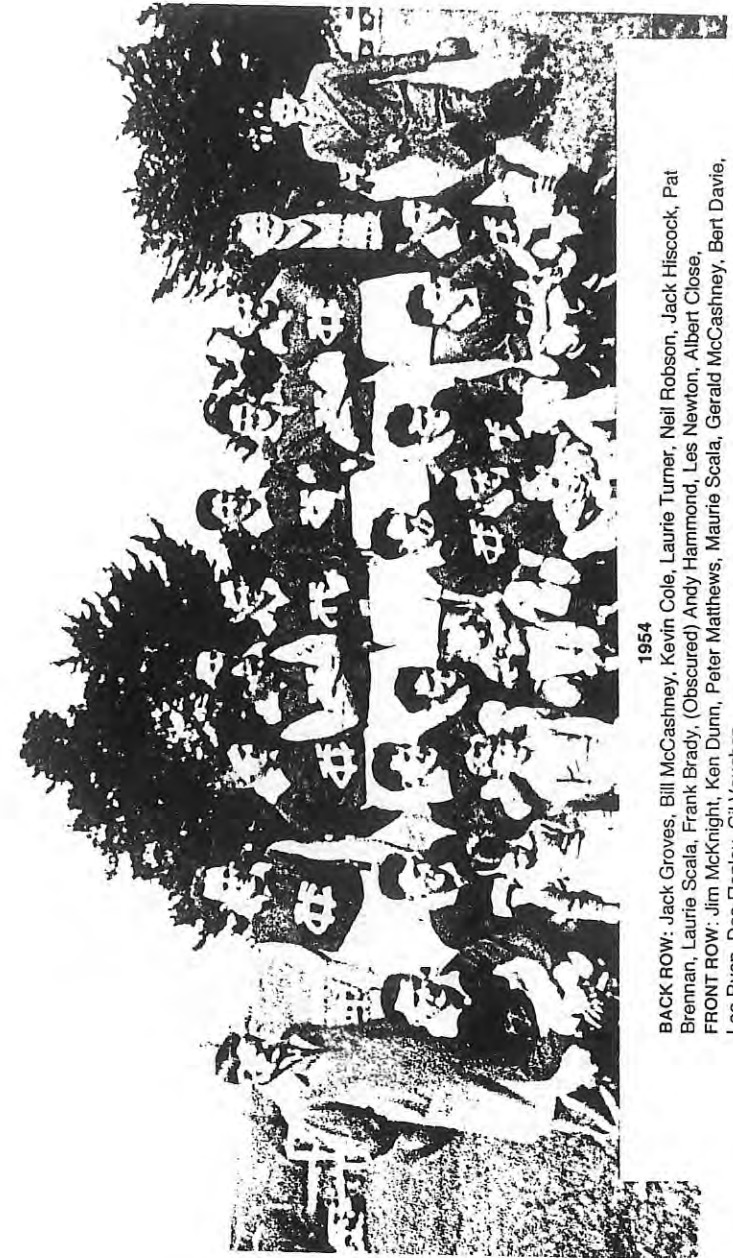 1954
BACK ROW: Jack Groves, Bill McCashney, Kevin Cole, Laurie Turner, Neil Robson, Jack Hiscock, Pat
Brennan, Laurie Scala, Frank Brady, (Obscured) Andy Hammond, Les Newton, Albert Close,
FRONT ROW: Jim McKnight, Ken Dunn, Peter Matthews, Maurie Scala, Gerald McCashney, Bert Davie,